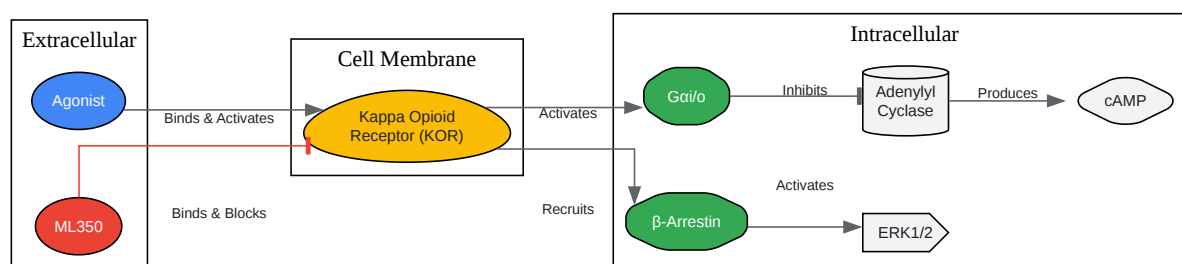 Extracellular
Cell Membrane
Intracellular
Agonist
Binds & Activates
Kappa Opioid
Receptor (KOR)
Activates
Gαi/o
Inhibits
Adenylyl
Cyclase
Produces
cAMP
ML350
Binds & Blocks
Recruits
β-Arrestin
Activates
ERK1/2